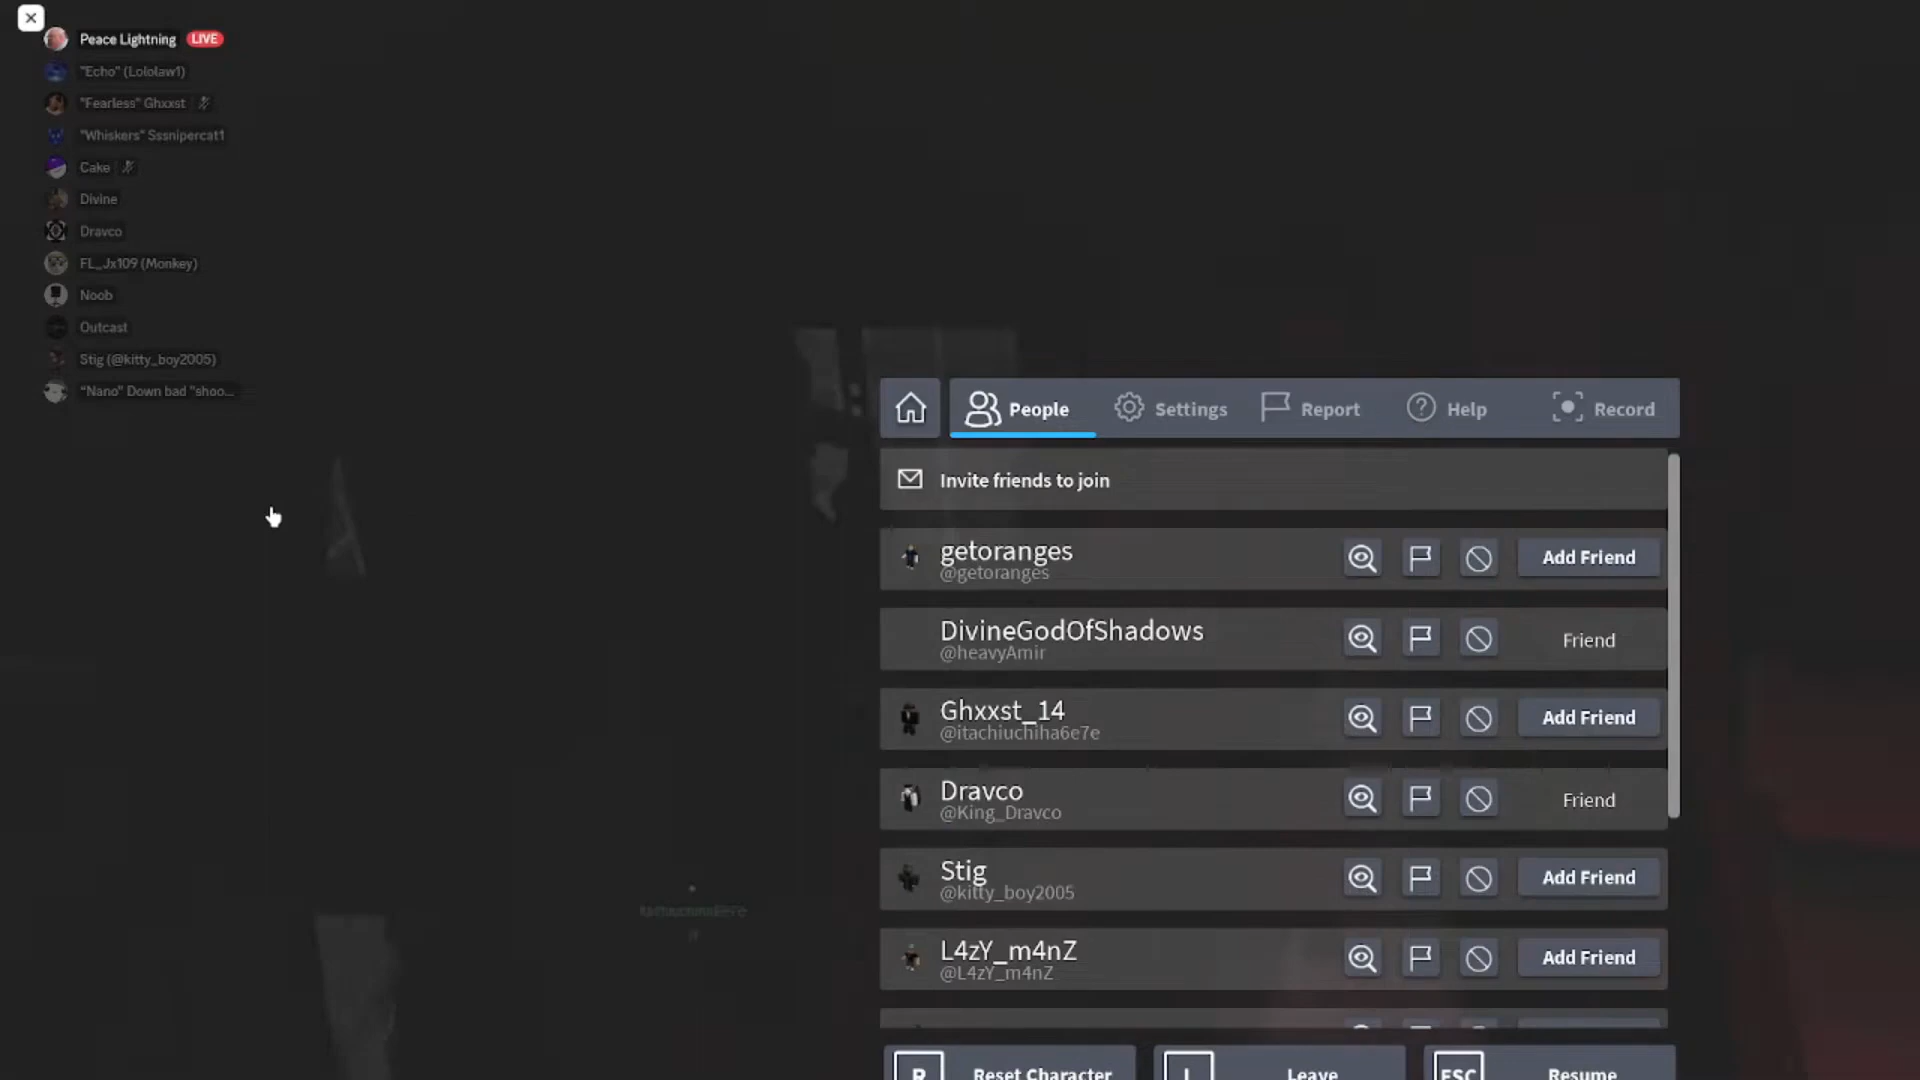 Peace Lightning LIVE
"Echo" (Lololaw1)
"Fearless" Ghxxst
"Whiskers" Sssnipercat1
Cake
Divine
Dravco
FL_Jx109 (Monkey)
Noob
Outcast
Stig (@kitty_boy2005)
"Nano" Down bad "shoo...
People Settings Report Help Record
Invite friends to join
getoranges
@getoranges
Add Friend
DivineGodOfShadows
@heavyAmir
Friend
Ghxxst_14
@itachiuchiha6e7e
Add Friend
Dravco
@King_Dravco
Friend
Stig
@kitty_boy2005
Add Friend
L4zY_m4nZ
@L4zY_m4nZ
Add Friend
R Reset Character
L Leave
ESC Resume